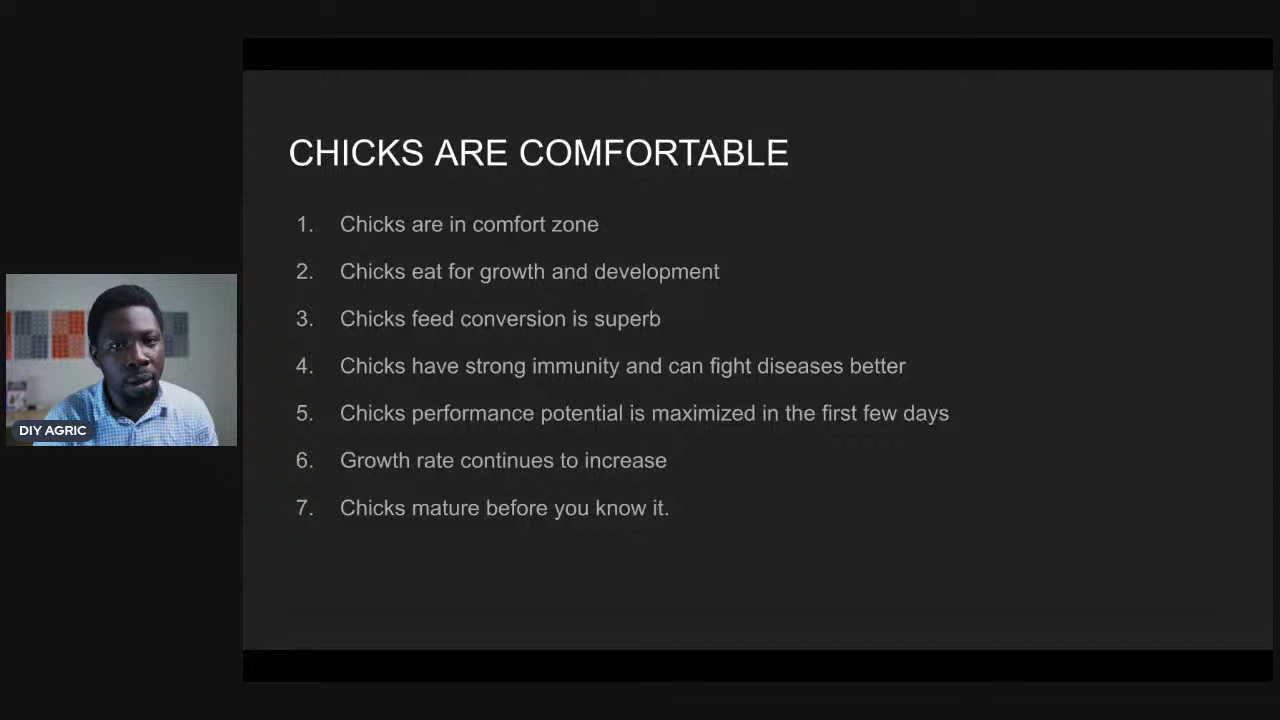 CHICKS ARE COMFORTABLE
1. Chicks are in comfort zone
2. Chicks eat for growth and development
3. Chicks feed conversion is superb
4. Chicks have strong immunity and can fight diseases better
5. Chicks performance potential is maximized in the first few days
6. Growth rate continues to increase
7. Chicks mature before you know it.
DIY AGRIC